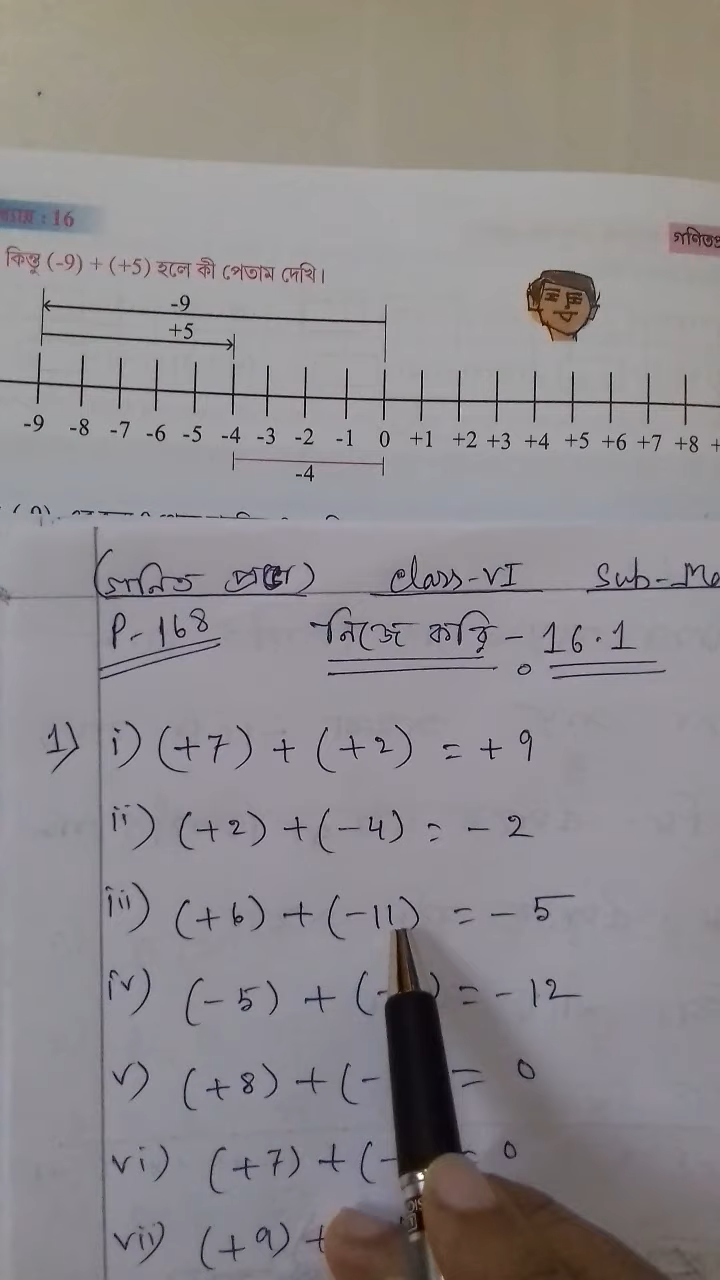 : 16
গণিত
কিন্তু (-9) + (+5) হলে কী পেতাম দেখি।
-9
+5
-9 -8 -7 -6 -5 -4 -3 -2 -1 0 +1 +2 +3 +4 +5 +6 +7 +8 +
-4
(গণিত প্রভা) Class-VI Sub-Ma
P-168 নিজে করি - 16.1
1) i) (+7) + (+2) = +9
ii) (+2) + (-4) = -2
iii) (+6) + (-11) = -5
iv) (-5) + (- ) = -12
v) (+8) + (- = 0
vi) (+7) + (- = 0
vii) (+9) +